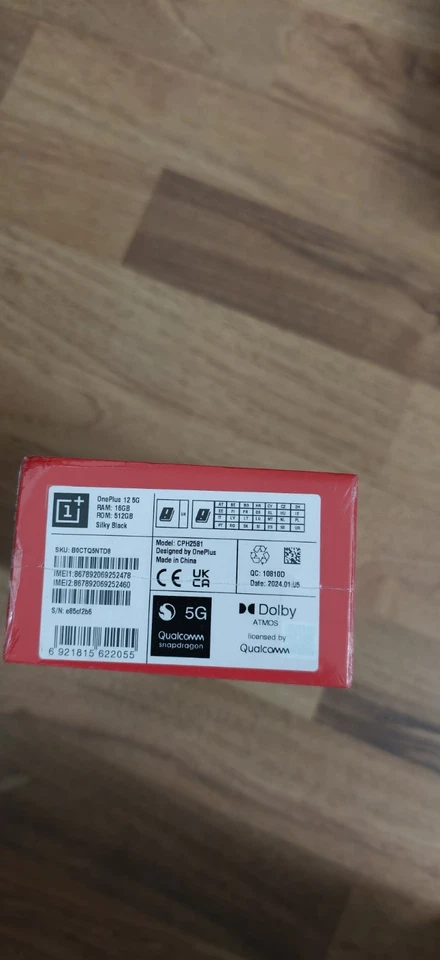 OnePlus 12 5G
RAM: 16GB
ROM: 512GB
Silky Black
SKU: B0CTQ5NTD8
IMEI1:867892069252478
IMEI2:867892069252460
S/N: e85ef2b6
6 921815 622055
Model: CPH2581
Designed by OnePlus
Made in China
CE
UK
CA
QC: 10810D
Date: 2024.01.05
5G
Qualcomm
snapdragon
Dolby
ATMOS
licensed by
Qualcomm